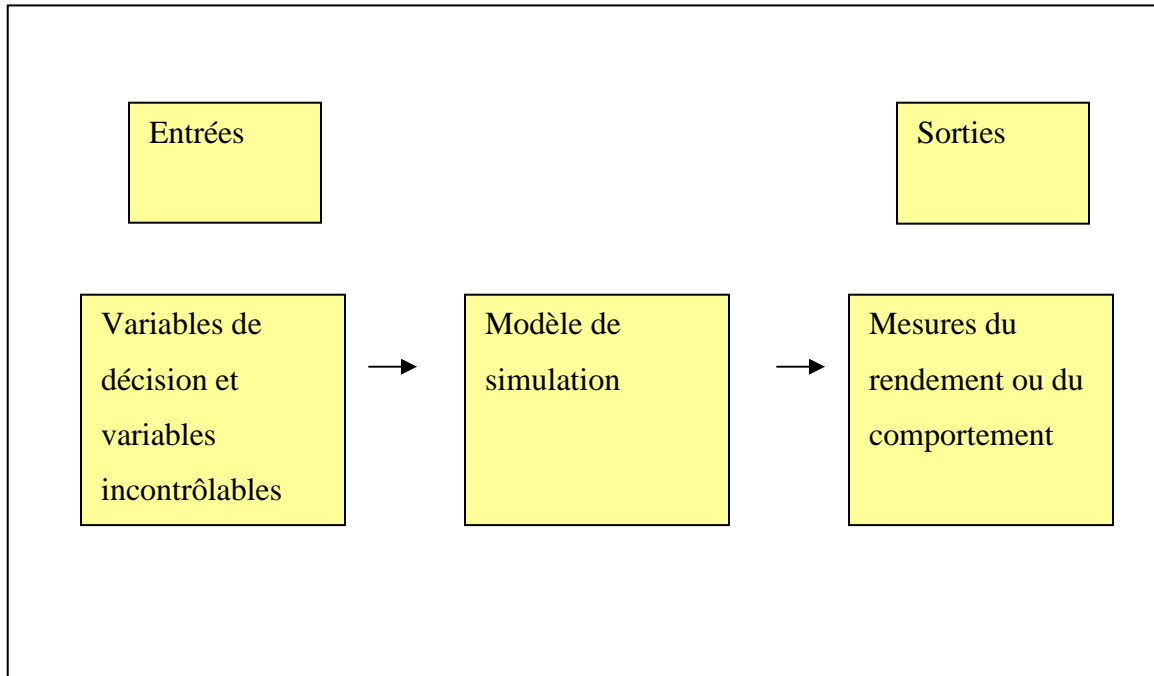 Entrées
Sorties
Variables de
décision et
variables
incontrôlables
Modèle de
simulation
Mesures du
rendement ou du
comportement